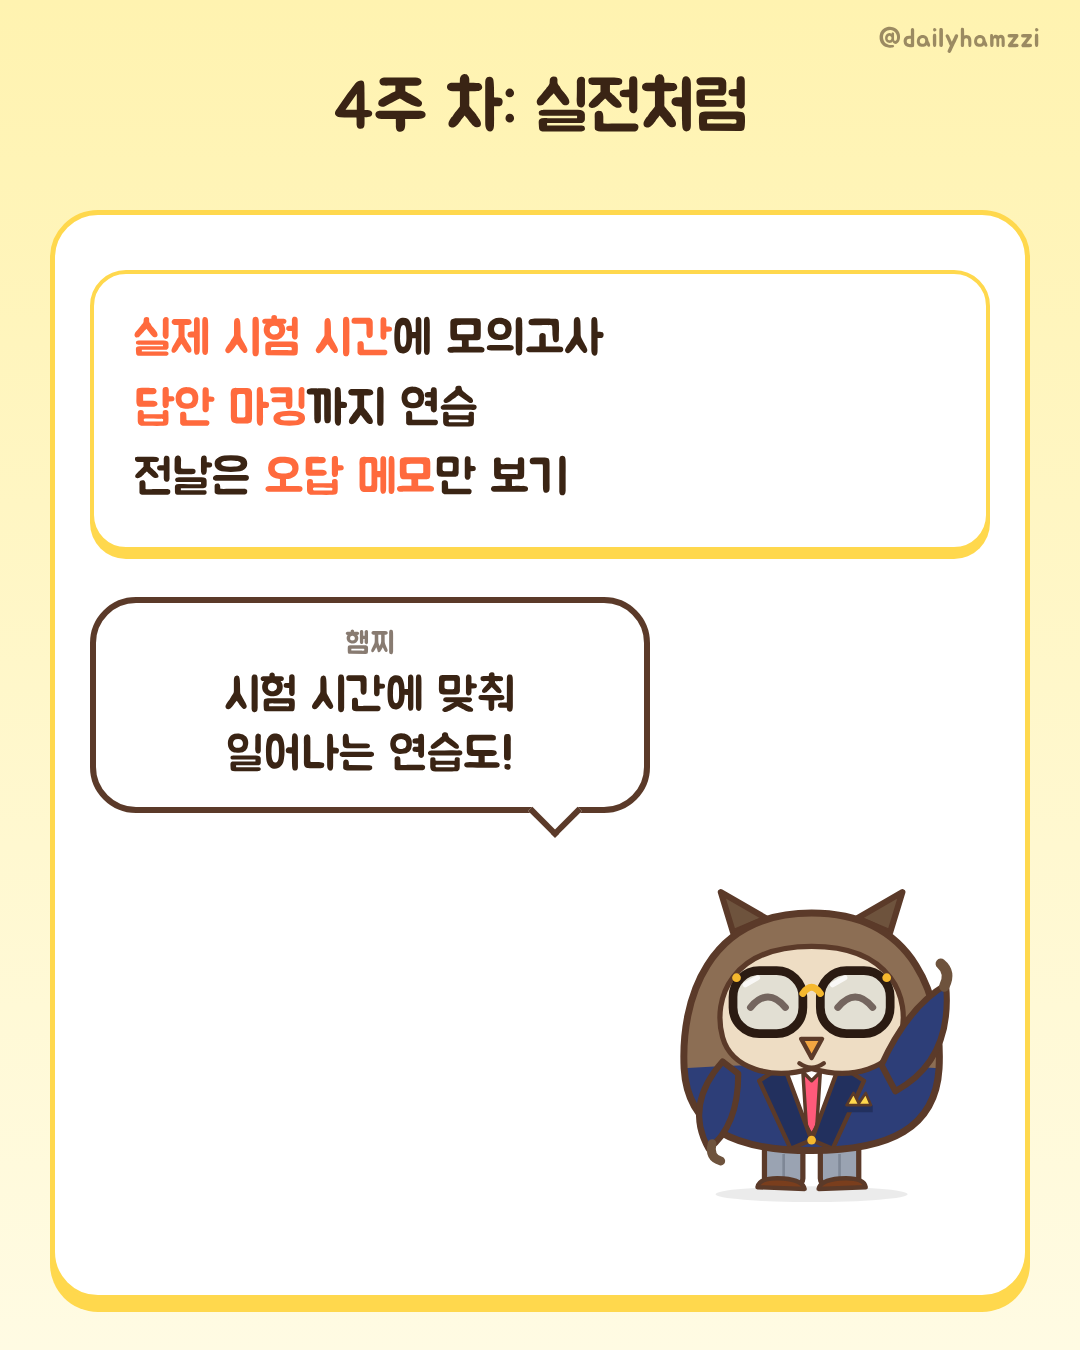 @dailyhamzzi
4주 차: 실전처럼
실제 시험 시간에 모의고사
답안 마킹까지 연습
전날은 오답 메모만 보기
햄찌
시험 시간에 맞춰
일어나는 연습도!